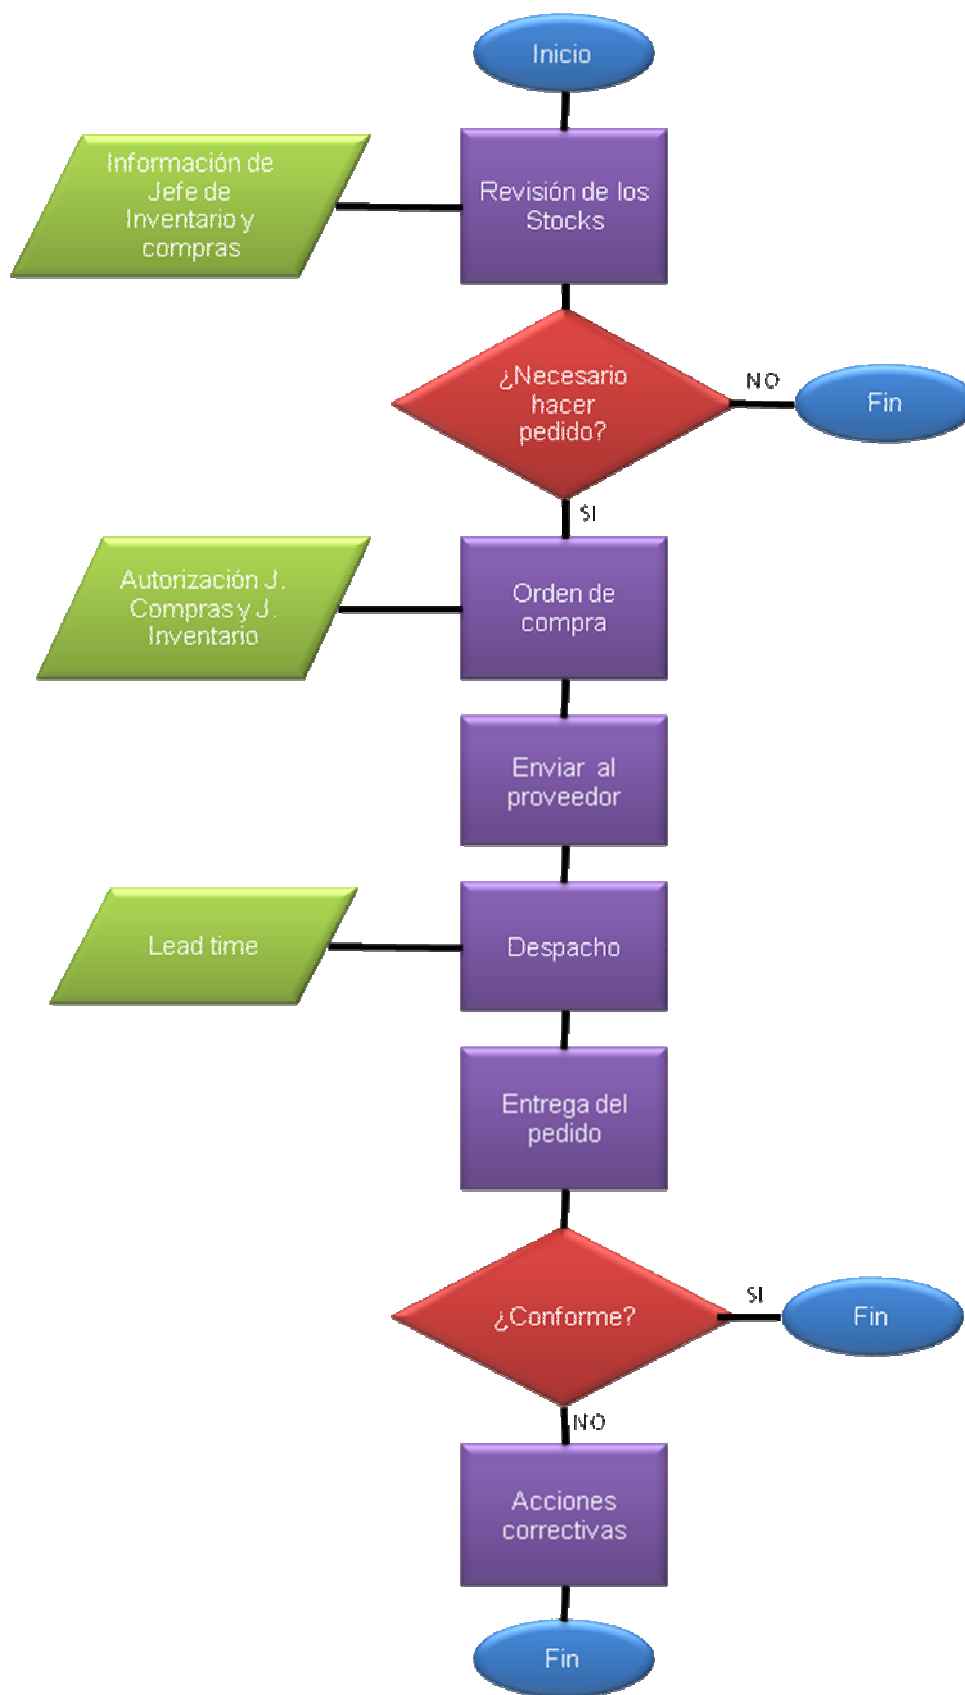 Inicio
Información de
Jefe de
Inventario y
compras
Revisión de los
Stocks
¿Necesario
hacer
pedido?
NO
Fin
SI
Autorización J.
Compras y J.
Inventario
Orden de
compra
Enviar al
proveedor
Lead time
Despacho
Entrega del
pedido
¿Conforme?
SI
Fin
NO
Acciones
correctivas
Fin